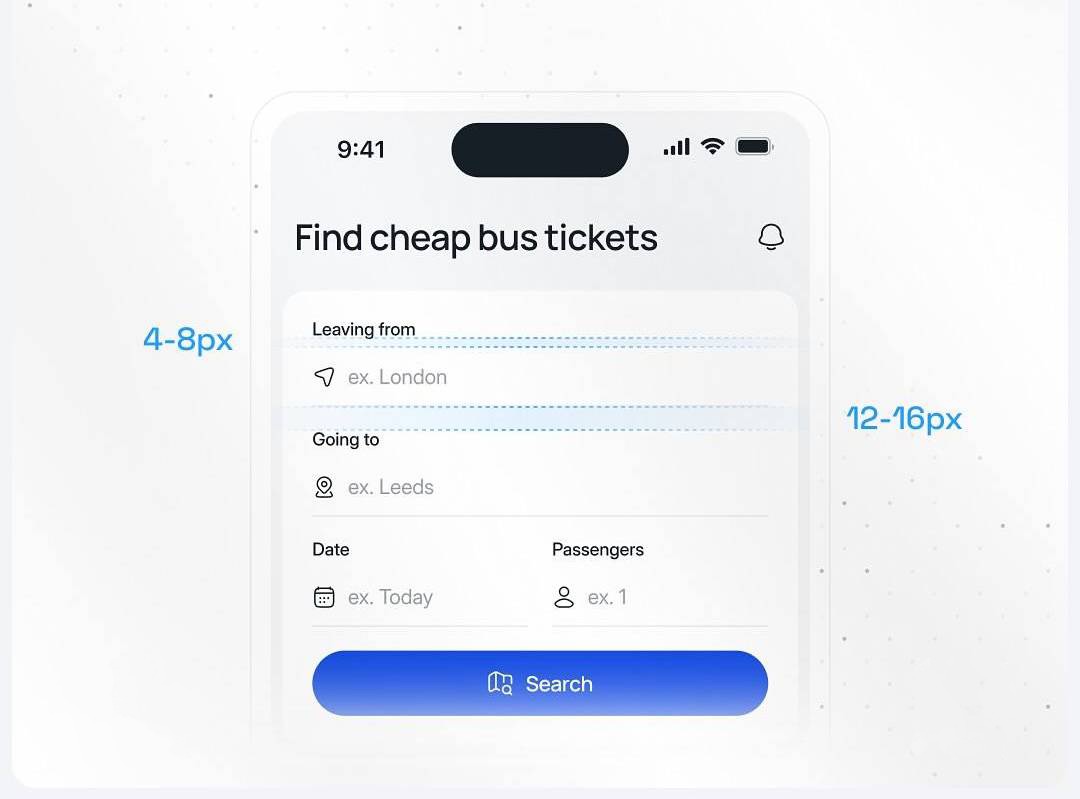 9:41
Find cheap bus tickets
Leaving from
4-8px
ex. London
12-16px
Going to
ex. Leeds
Date
Passengers
ex. Today
ex. 1
Search